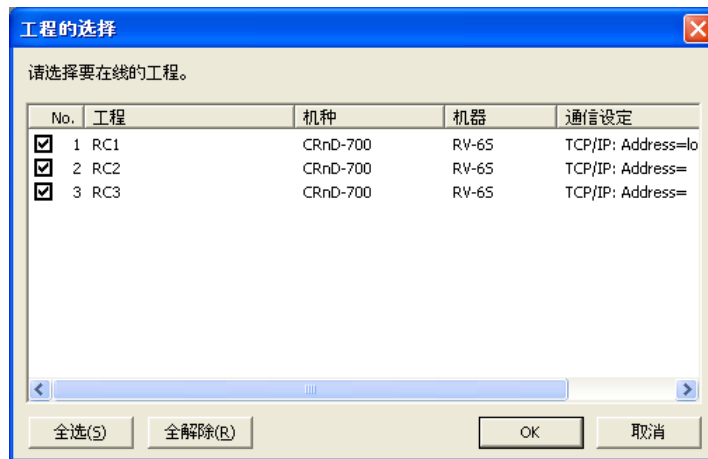 工程的选择
请选择要在线的工程。
No. 工程 机种 机器 通信设定
1 RC1 CRnD-700 RV-6S TCP/IP: Address=lo
2 RC2 CRnD-700 RV-6S TCP/IP: Address=
3 RC3 CRnD-700 RV-6S TCP/IP: Address=
全选(S) 全解除(R) OK 取消